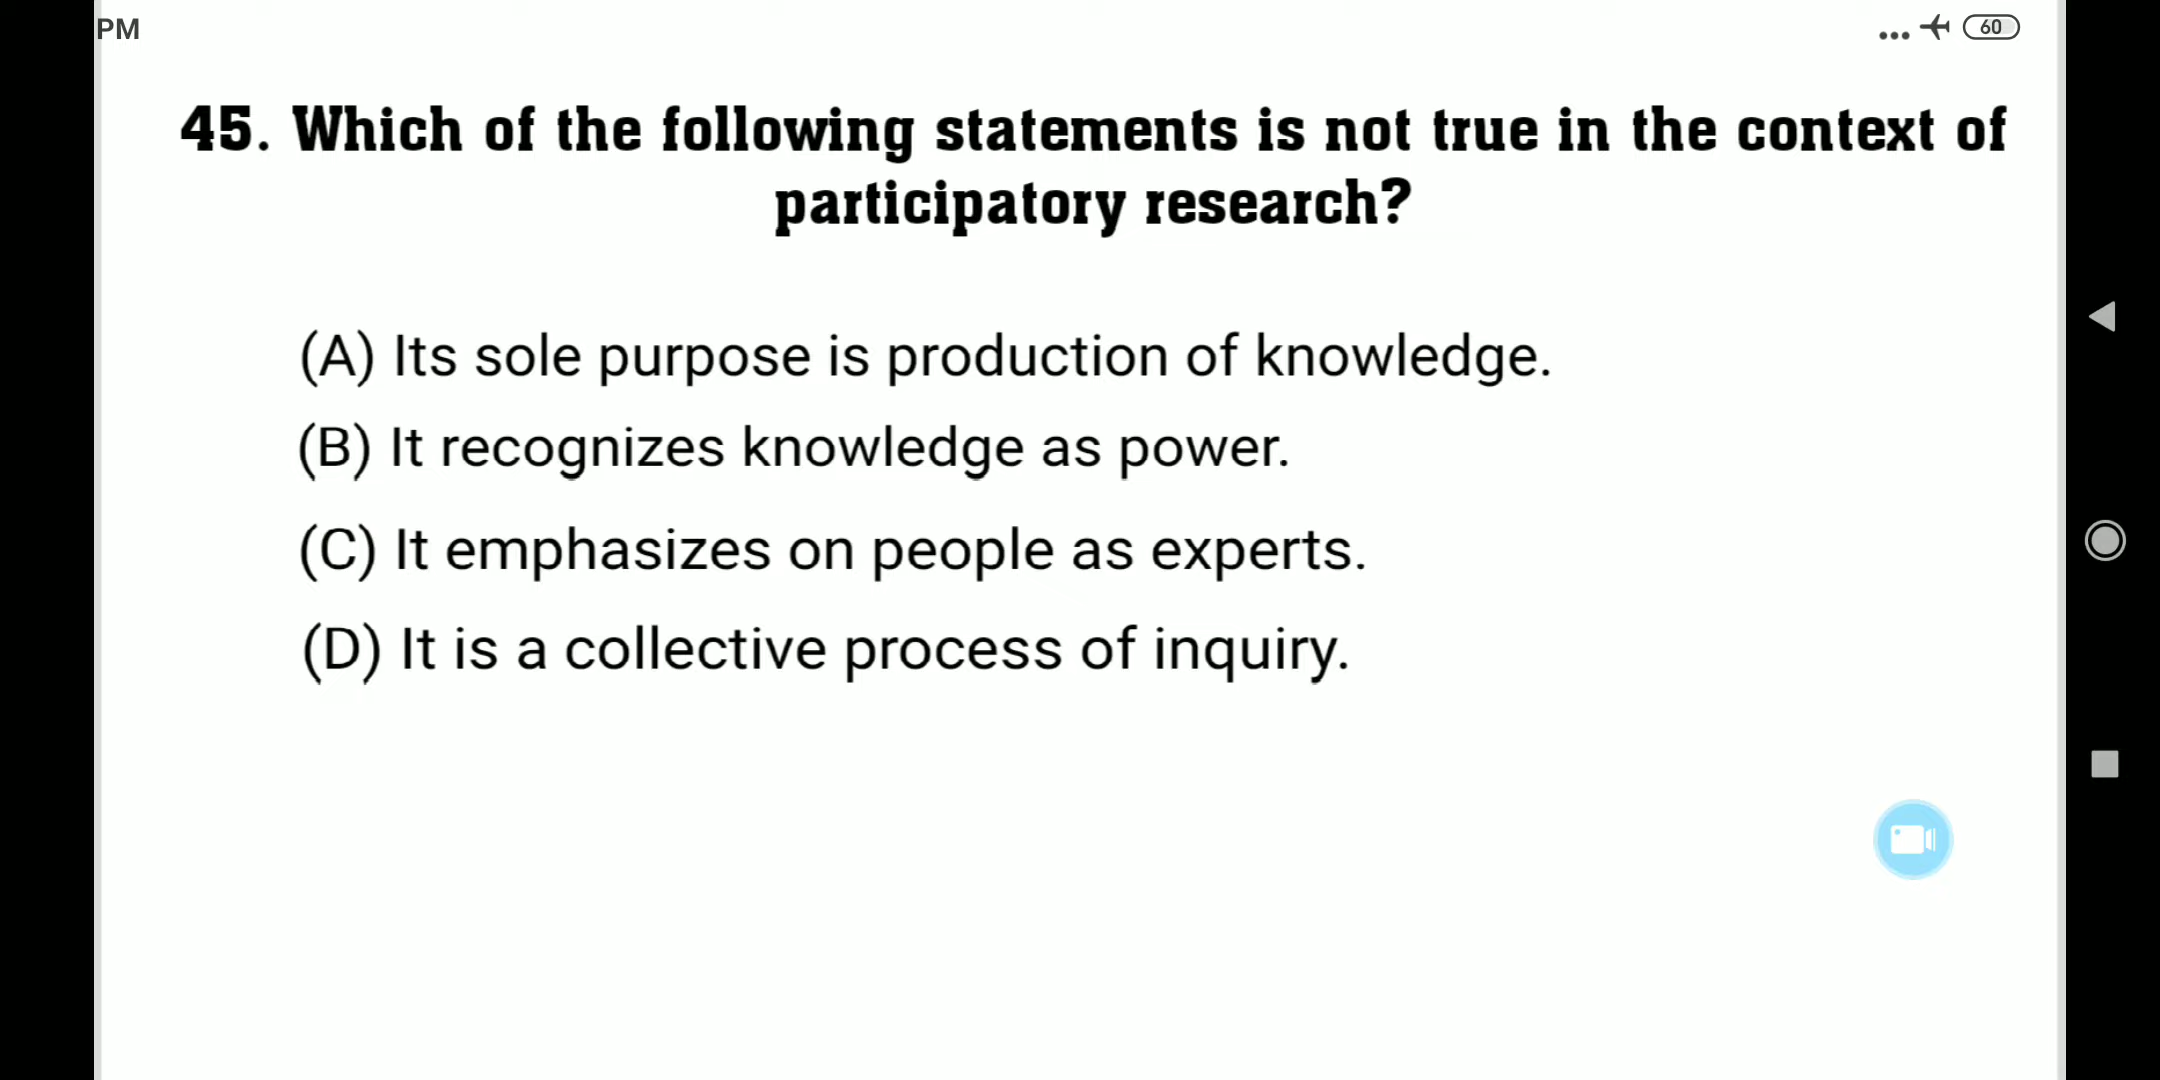 PM
... 60
45. Which of the following statements is not true in the context of
participatory research?
(A) Its sole purpose is production of knowledge.
(B) It recognizes knowledge as power.
(C) It emphasizes on people as experts.
(D) It is a collective process of inquiry.